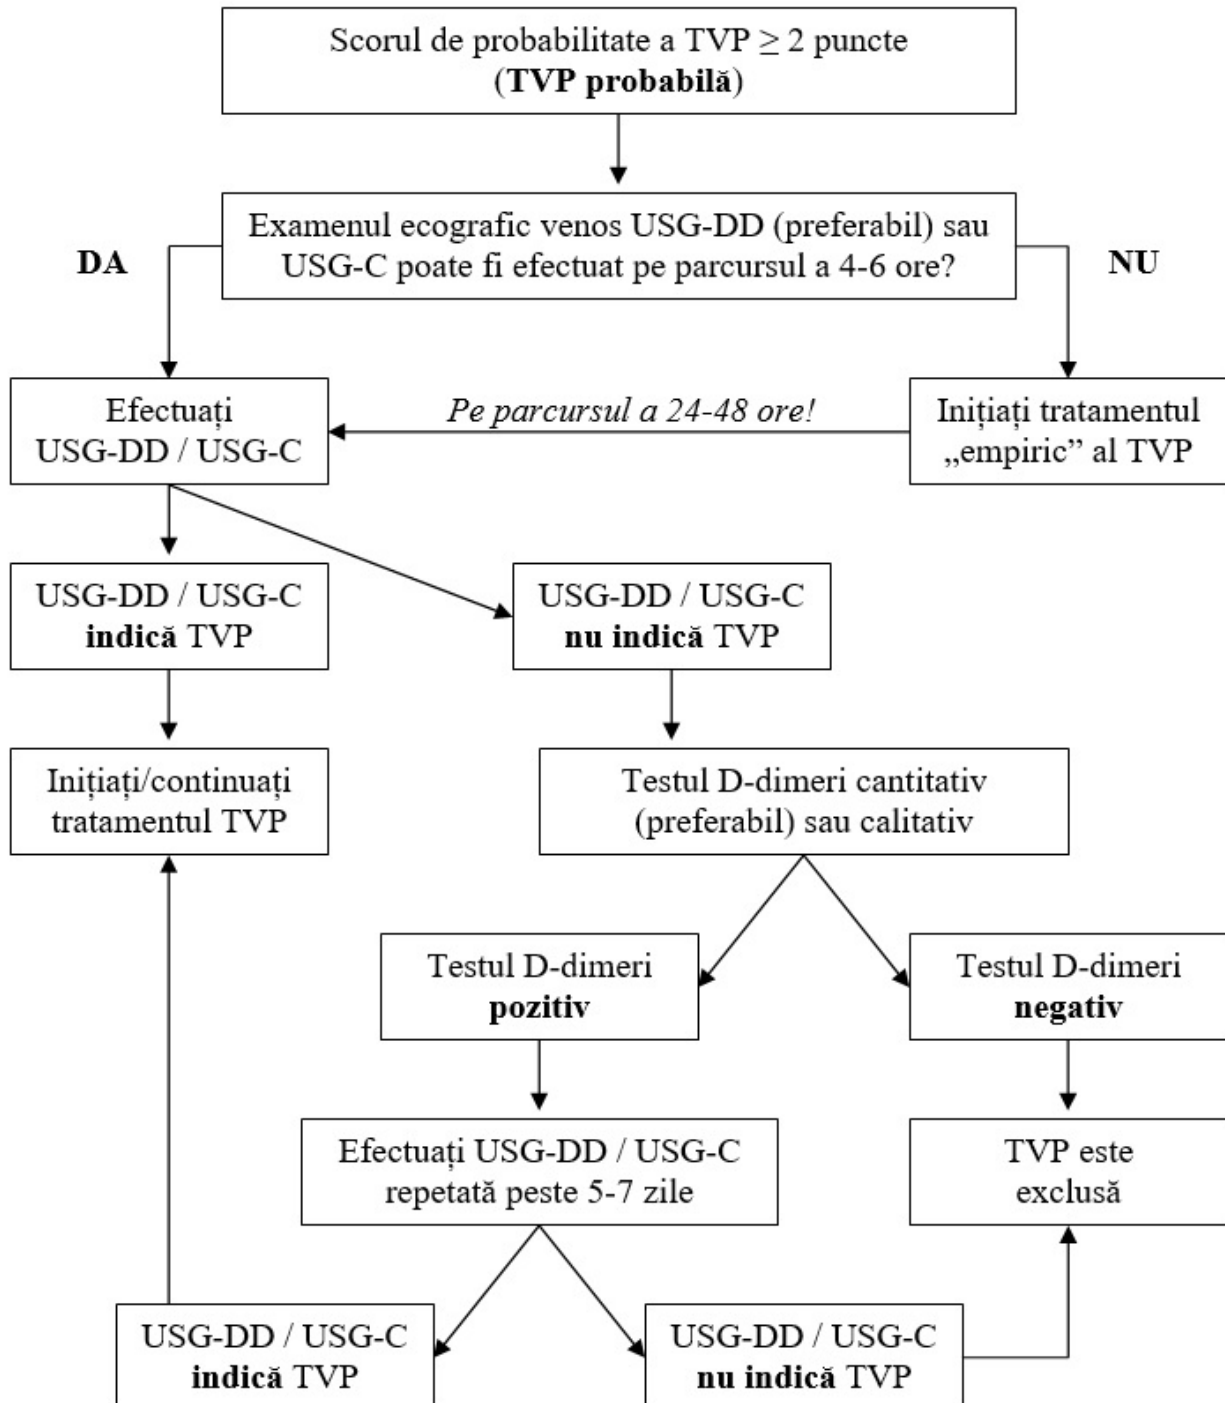 Scorul de probabilitate a TVP ≥ 2 puncte
(TVP probabilă)
Examenul ecografic venos USG-DD (preferabil) sau
USG-C poate fi efectuat pe parcursul a 4-6 ore?
DA
NU
Efectuați
USG-DD / USG-C
Pe parcursul a 24-48 ore!
Inițiați tratamentul
„empiric” al TVP
USG-DD / USG-C
indică TVP
USG-DD / USG-C
nu indică TVP
Inițiați/continuați
tratamentul TVP
Testul D-dimeri cantitativ
(preferabil) sau calitativ
Testul D-dimeri
pozitiv
Testul D-dimeri
negativ
Efectuați USG-DD / USG-C
repetată peste 5-7 zile
TVP este
exclusă
USG-DD / USG-C
indică TVP
USG-DD / USG-C
nu indică TVP